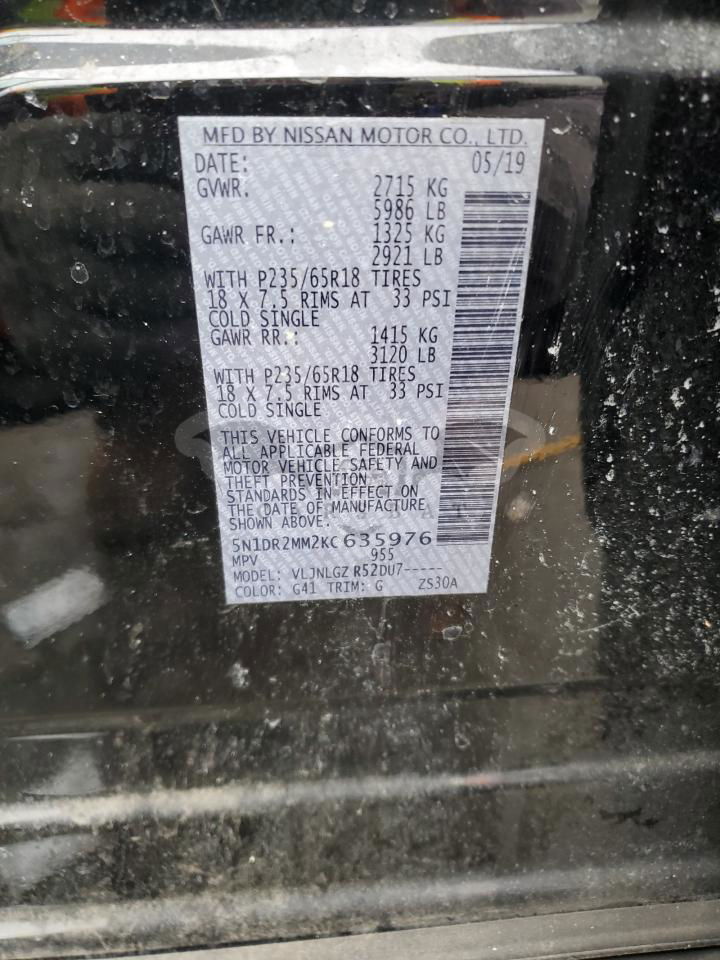 MFD BY NISSAN MOTOR CO., LTD.
DATE: 05/19
GVWR: 2715 KG
5986 LB
GAWR FR.: 1325 KG
2921 LB
WITH P235/65R18 TIRES
18 X 7.5 RIMS AT 33 PSI
COLD SINGLE
GAWR RR.: 1415 KG
3120 LB
WITH P235/65R18 TIRES
18 X 7.5 RIMS AT 33 PSI
COLD SINGLE
THIS VEHICLE CONFORMS TO
ALL APPLICABLE FEDERAL
MOTOR VEHICLE SAFETY AND
THEFT PREVENTION
STANDARDS IN EFFECT ON
THE DATE OF MANUFACTURE
SHOWN ABOVE.
5N1DR2MM2KC635976
MPV 955
MODEL: VLJNLGZ R52DU7-----
COLOR: G41 TRIM: G ZS30A